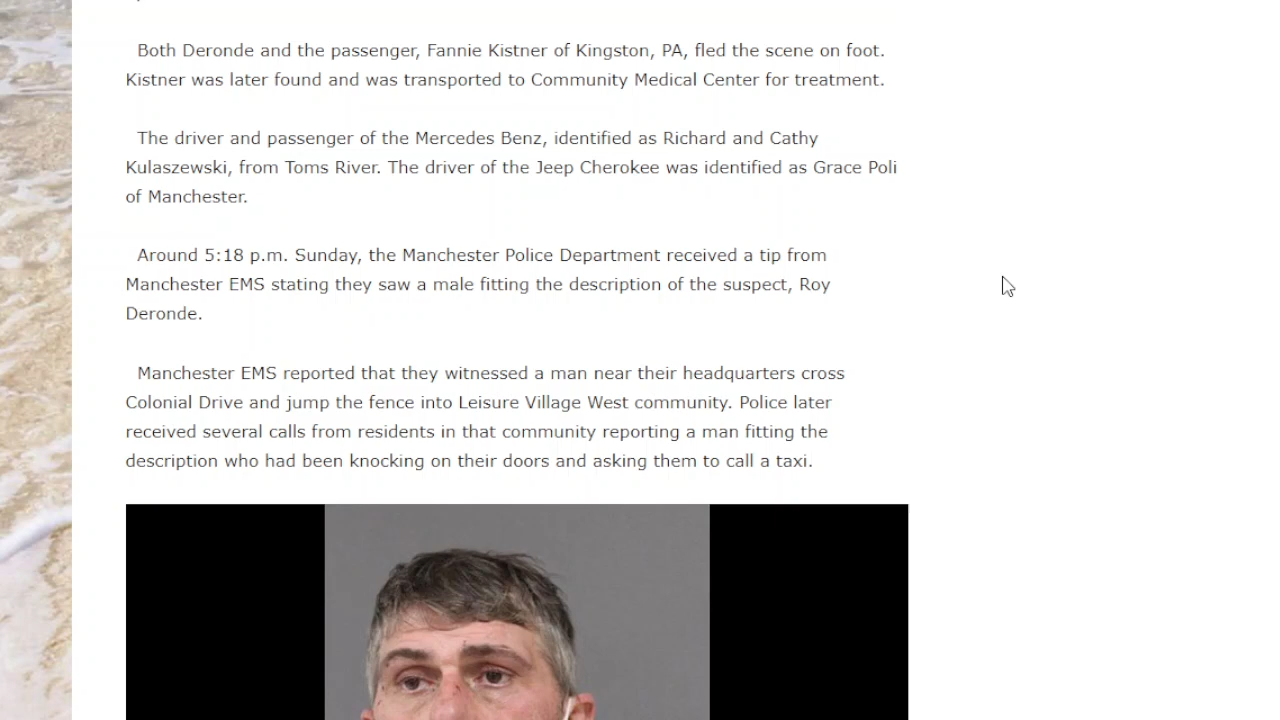 Both Deronde and the passenger, Fannie Kistner of Kingston, PA, fled the scene on foot.
Kistner was later found and was transported to Community Medical Center for treatment.
The driver and passenger of the Mercedes Benz, identified as Richard and Cathy
Kulaszewski, from Toms River. The driver of the Jeep Cherokee was identified as Grace Poli
of Manchester.
Around 5:18 p.m. Sunday, the Manchester Police Department received a tip from
Manchester EMS stating they saw a male fitting the description of the suspect, Roy
Deronde.
Manchester EMS reported that they witnessed a man near their headquarters cross
Colonial Drive and jump the fence into Leisure Village West community. Police later
received several calls from residents in that community reporting a man fitting the
description who had been knocking on their doors and asking them to call a taxi.